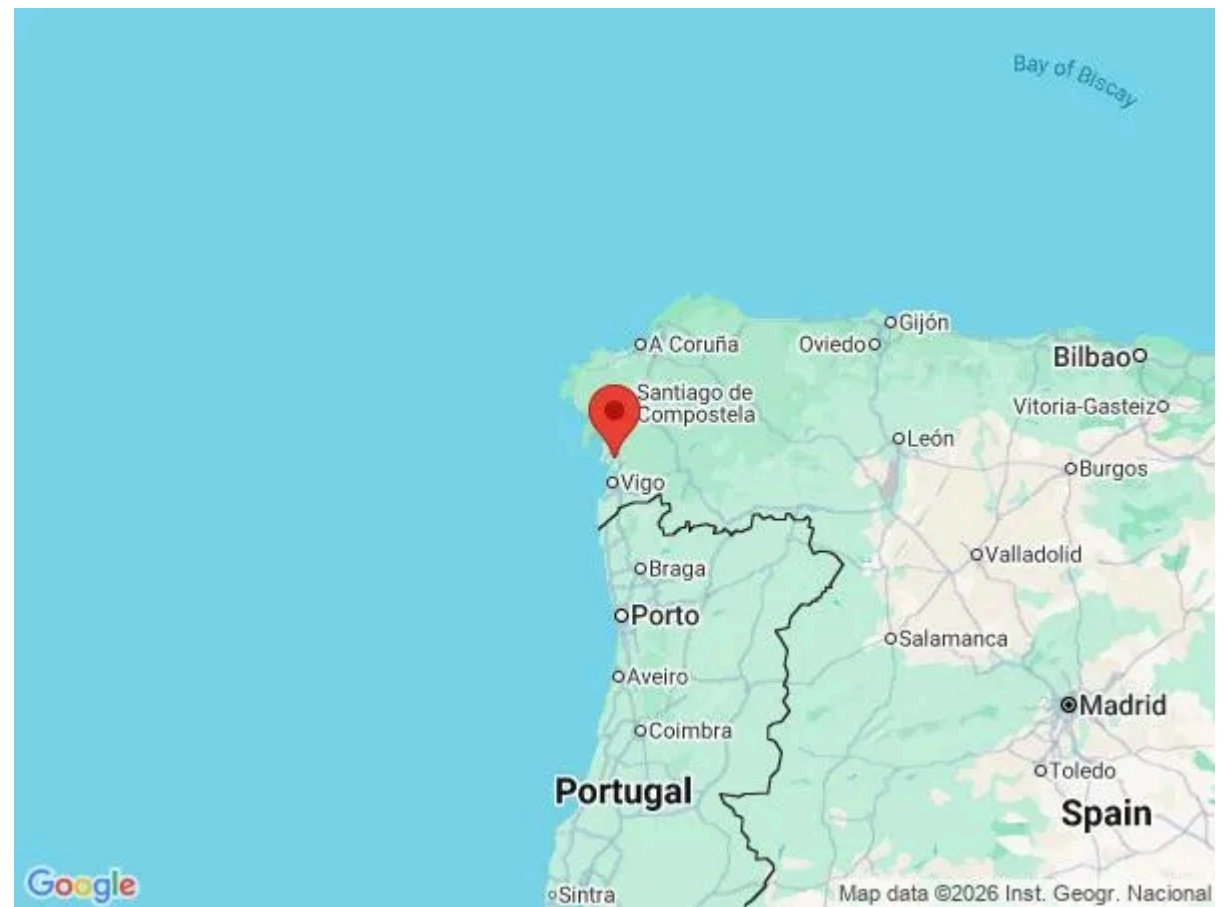 Bay of Biscay
Gijón
A Coruña
Oviedo
Bilbao
Santiago de
Compostela
Vitoria-Gasteiz
León
Burgos
Vigo
Valladolid
Braga
Porto
Salamanca
Aveiro
Madrid
Coimbra
Toledo
Portugal
Spain
Google
Sintra
Map data ©2026 Inst. Geogr. Nacional